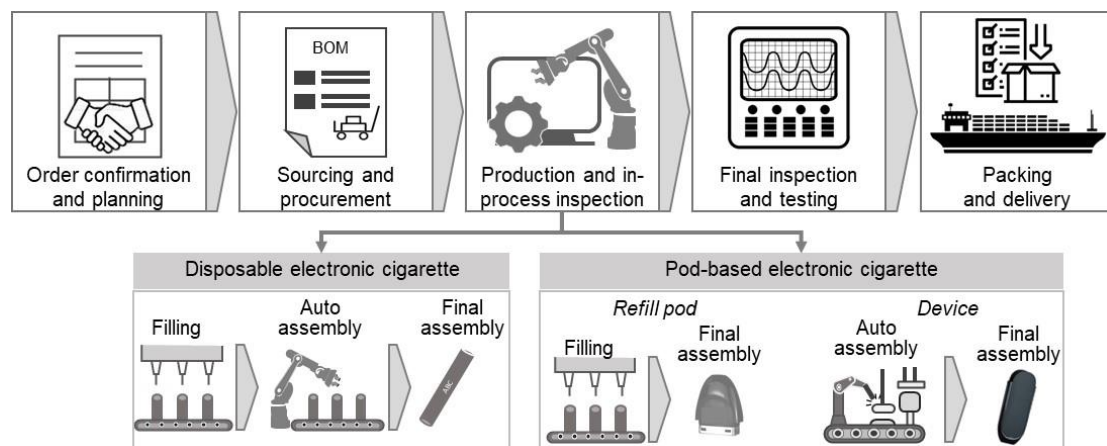 BOM
Order confirmation
and planning
Sourcing and
procurement
Production and in-
process inspection
Final inspection
and testing
Packing
and delivery
Disposable electronic cigarette
Filling
Auto
assembly
Final
assembly
ABC
Pod-based electronic cigarette
Refill pod
Filling
Final
assembly
Device
Auto
assembly
Final
assembly